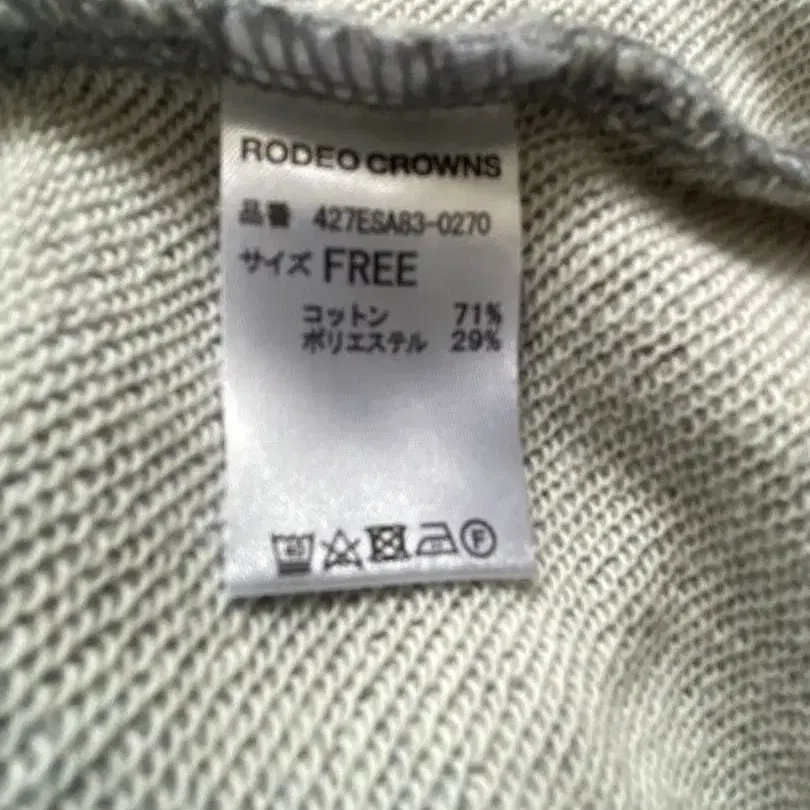 RODEO CROWNS
品番 427ESA83-0270
サイズ FREE
コットン 71%
ポリエステル 29%
F